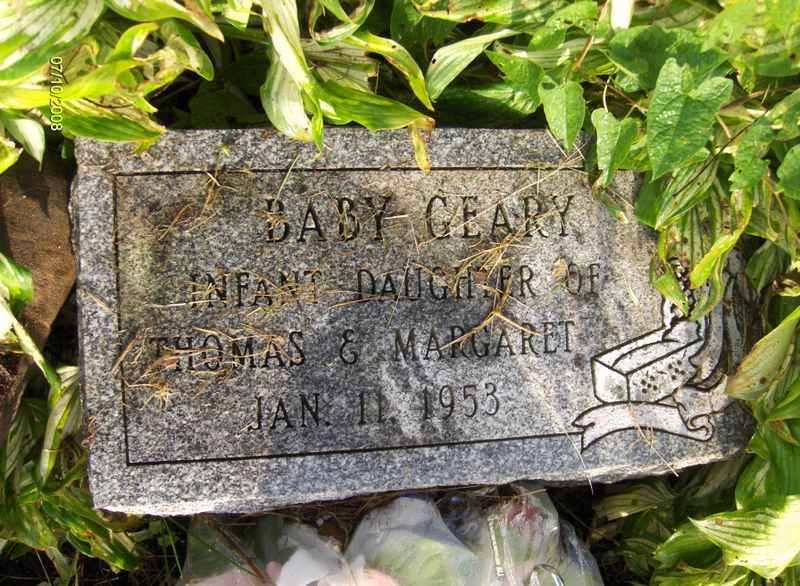 07/10/2008
BABY GEARY
INFANT DAUGHTER OF
THOMAS & MARGARET
JAN. 11, 1953